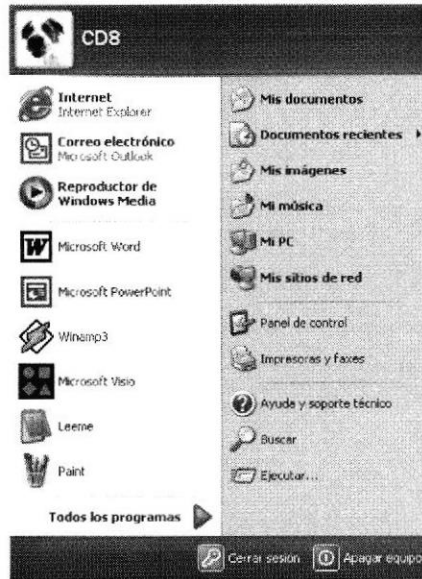 CD8
Internet
Internet Explorer
Correo electrónico
Microsoft Outlook
Reproductor de
Windows Media
Microsoft Word
Microsoft PowerPoint
Winamp3
Microsoft Visio
Leeme
Paint
Todos los programas
Mis documentos
Documentos recientes
Mis imágenes
Mi música
Mi PC
Mis sitios de red
Panel de control
Impresoras y faxes
Ayuda y soporte técnico
Buscar
Ejecutar...
Cerrar sesión
Apagar equipo